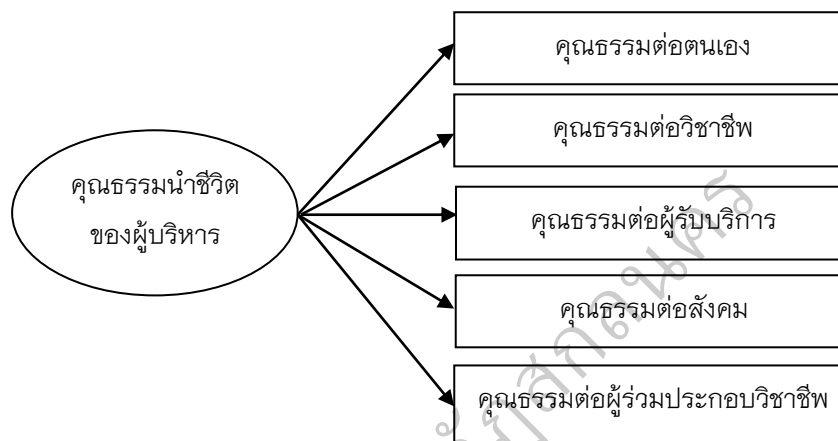 คุณธรรมนำชีวิต
ของผู้บริหาร
คุณธรรมต่อตนเอง
คุณธรรมต่อวิชาชีพ
คุณธรรมต่อผู้รับบริการ
คุณธรรมต่อสังคม
คุณธรรมต่อผู้ร่วมประกอบวิชาชีพ